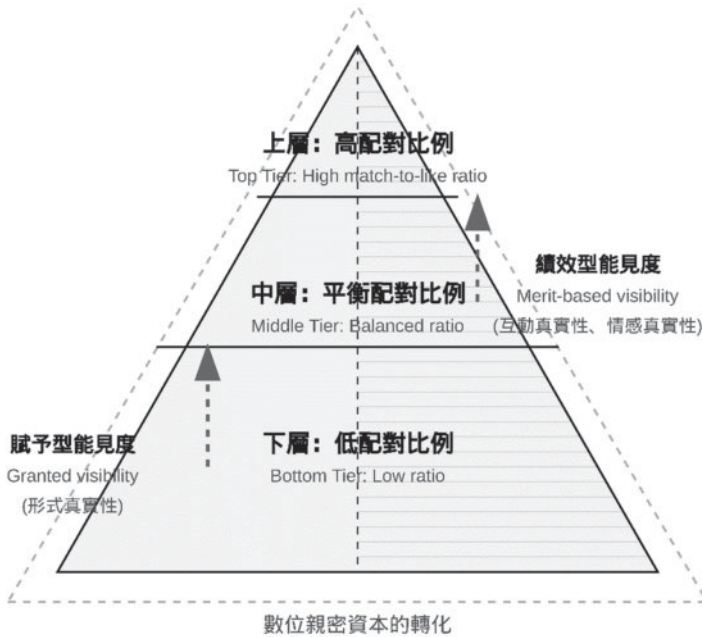 上層：高配對比例
Top Tier: High match-to-like ratio
績效型能見度
Merit-based visibility
(互動真實性、情感真實性)
中層：平衡配對比例
Middle Tier: Balanced ratio
賦予型能見度
Granted visibility
(形式真實性)
下層：低配對比例
Bottom Tier: Low ratio
數位親密資本的轉化